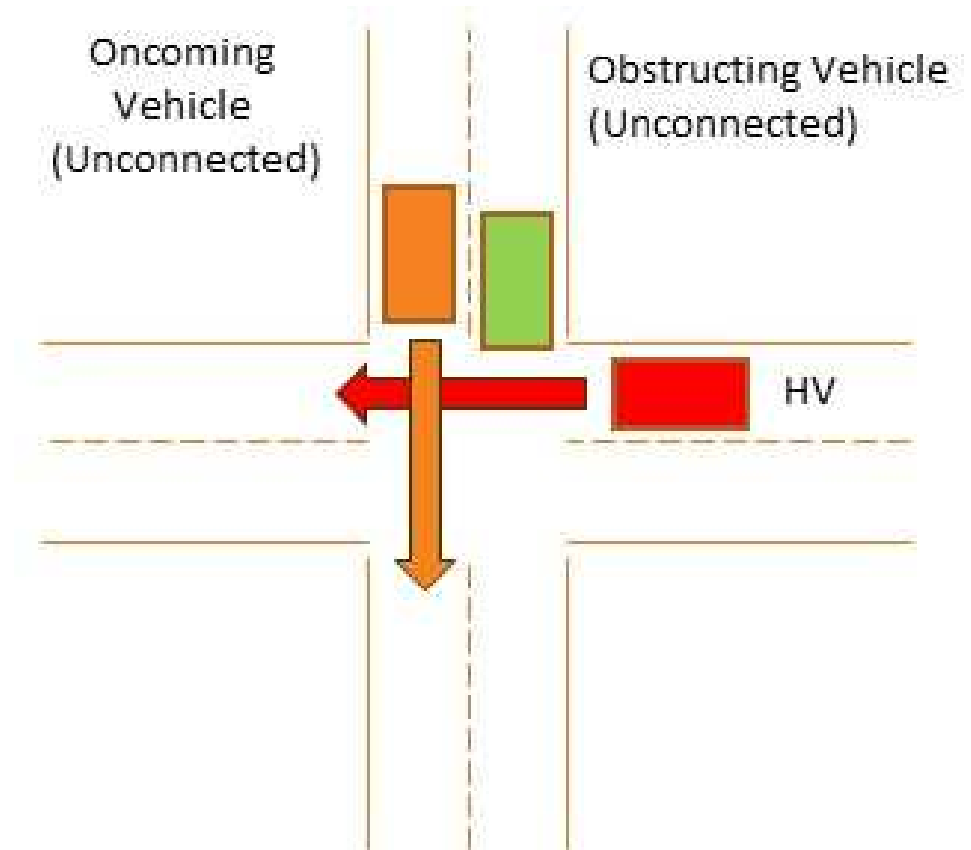 Oncoming
Vehicle
(Unconnected)
Obstructing Vehicle
(Unconnected)
HV